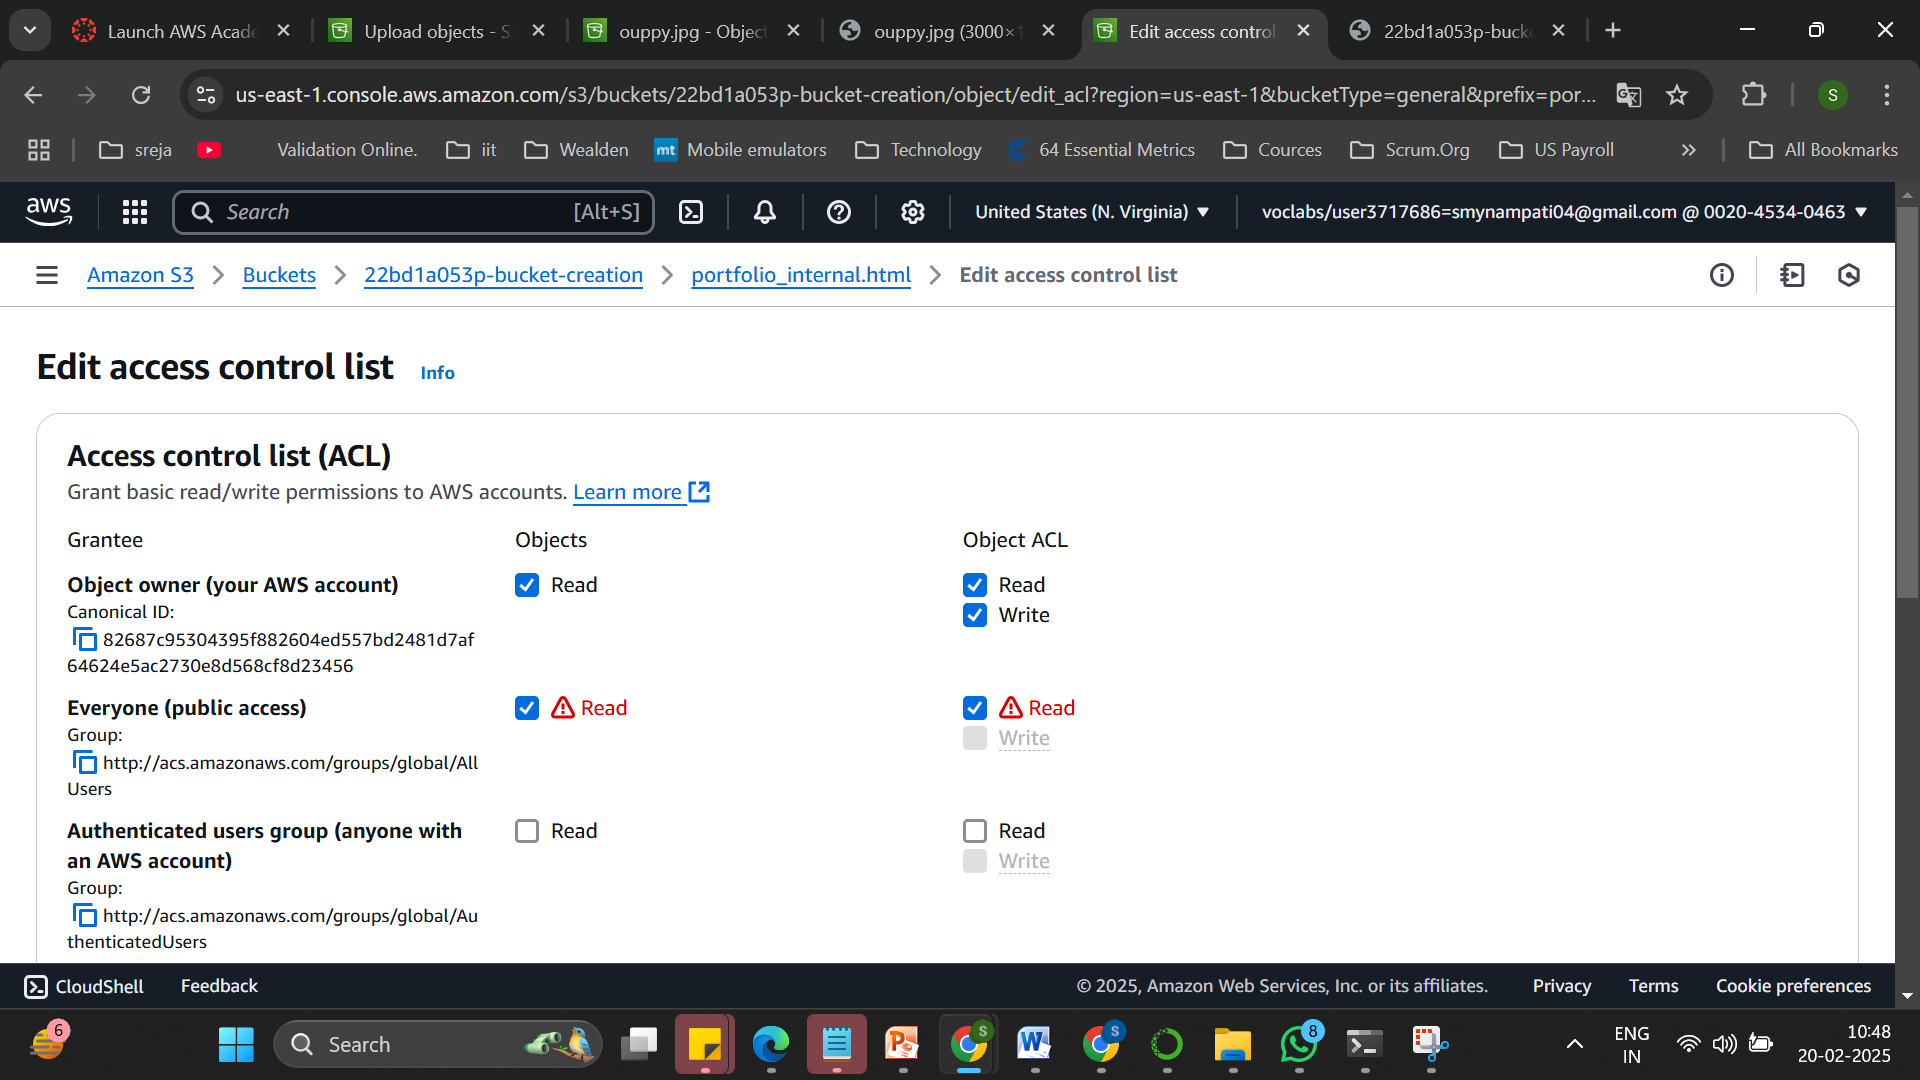 Launch AWS Acade
Upload objects - S
ouppy.jpg - Object
ouppy.jpg (3000×1
Edit access control
22bd1a053p-bucke
us-east-1.console.aws.amazon.com/s3/buckets/22bd1a053p-bucket-creation/object/edit_acl?region=us-east-1&bucketType=general&prefix=por...
S
sreja
Validation Online.
iit
Wealden
mt Mobile emulators
Technology
64 Essential Metrics
Cources
Scrum.Org
US Payroll
All Bookmarks
aws
Search [Alt+S]
United States (N. Virginia)
voclabs/user3717686=smynampati04@gmail.com @ 0020-4534-0463
Amazon S3
Buckets
22bd1a053p-bucket-creation
portfolio_internal.html
Edit access control list
Edit access control list Info
Access control list (ACL)
Grant basic read/write permissions to AWS accounts. Learn more
Grantee Objects Object ACL
Object owner (your AWS account) Read Read
Canonical ID: Write
82687c95304395f882604ed557bd2481d7af
64624e5ac2730e8d568cf8d23456
Everyone (public access) Read Read
Group: Write
http://acs.amazonaws.com/groups/global/All
Users
Authenticated users group (anyone with Read Read
an AWS account) Write
Group:
http://acs.amazonaws.com/groups/global/Au
thenticatedUsers
CloudShell Feedback © 2025, Amazon Web Services, Inc. or its affiliates. Privacy Terms Cookie preferences
6
Search
S
S
8
ENG
IN
10:48
20-02-2025